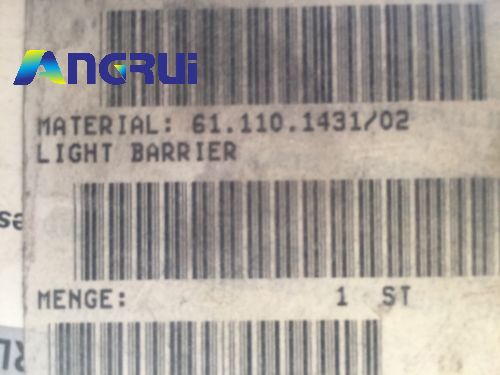 ANGRUI
MATERIAL: 61.110.1431/02
LIGHT BARRIER
MENGE: 1 ST